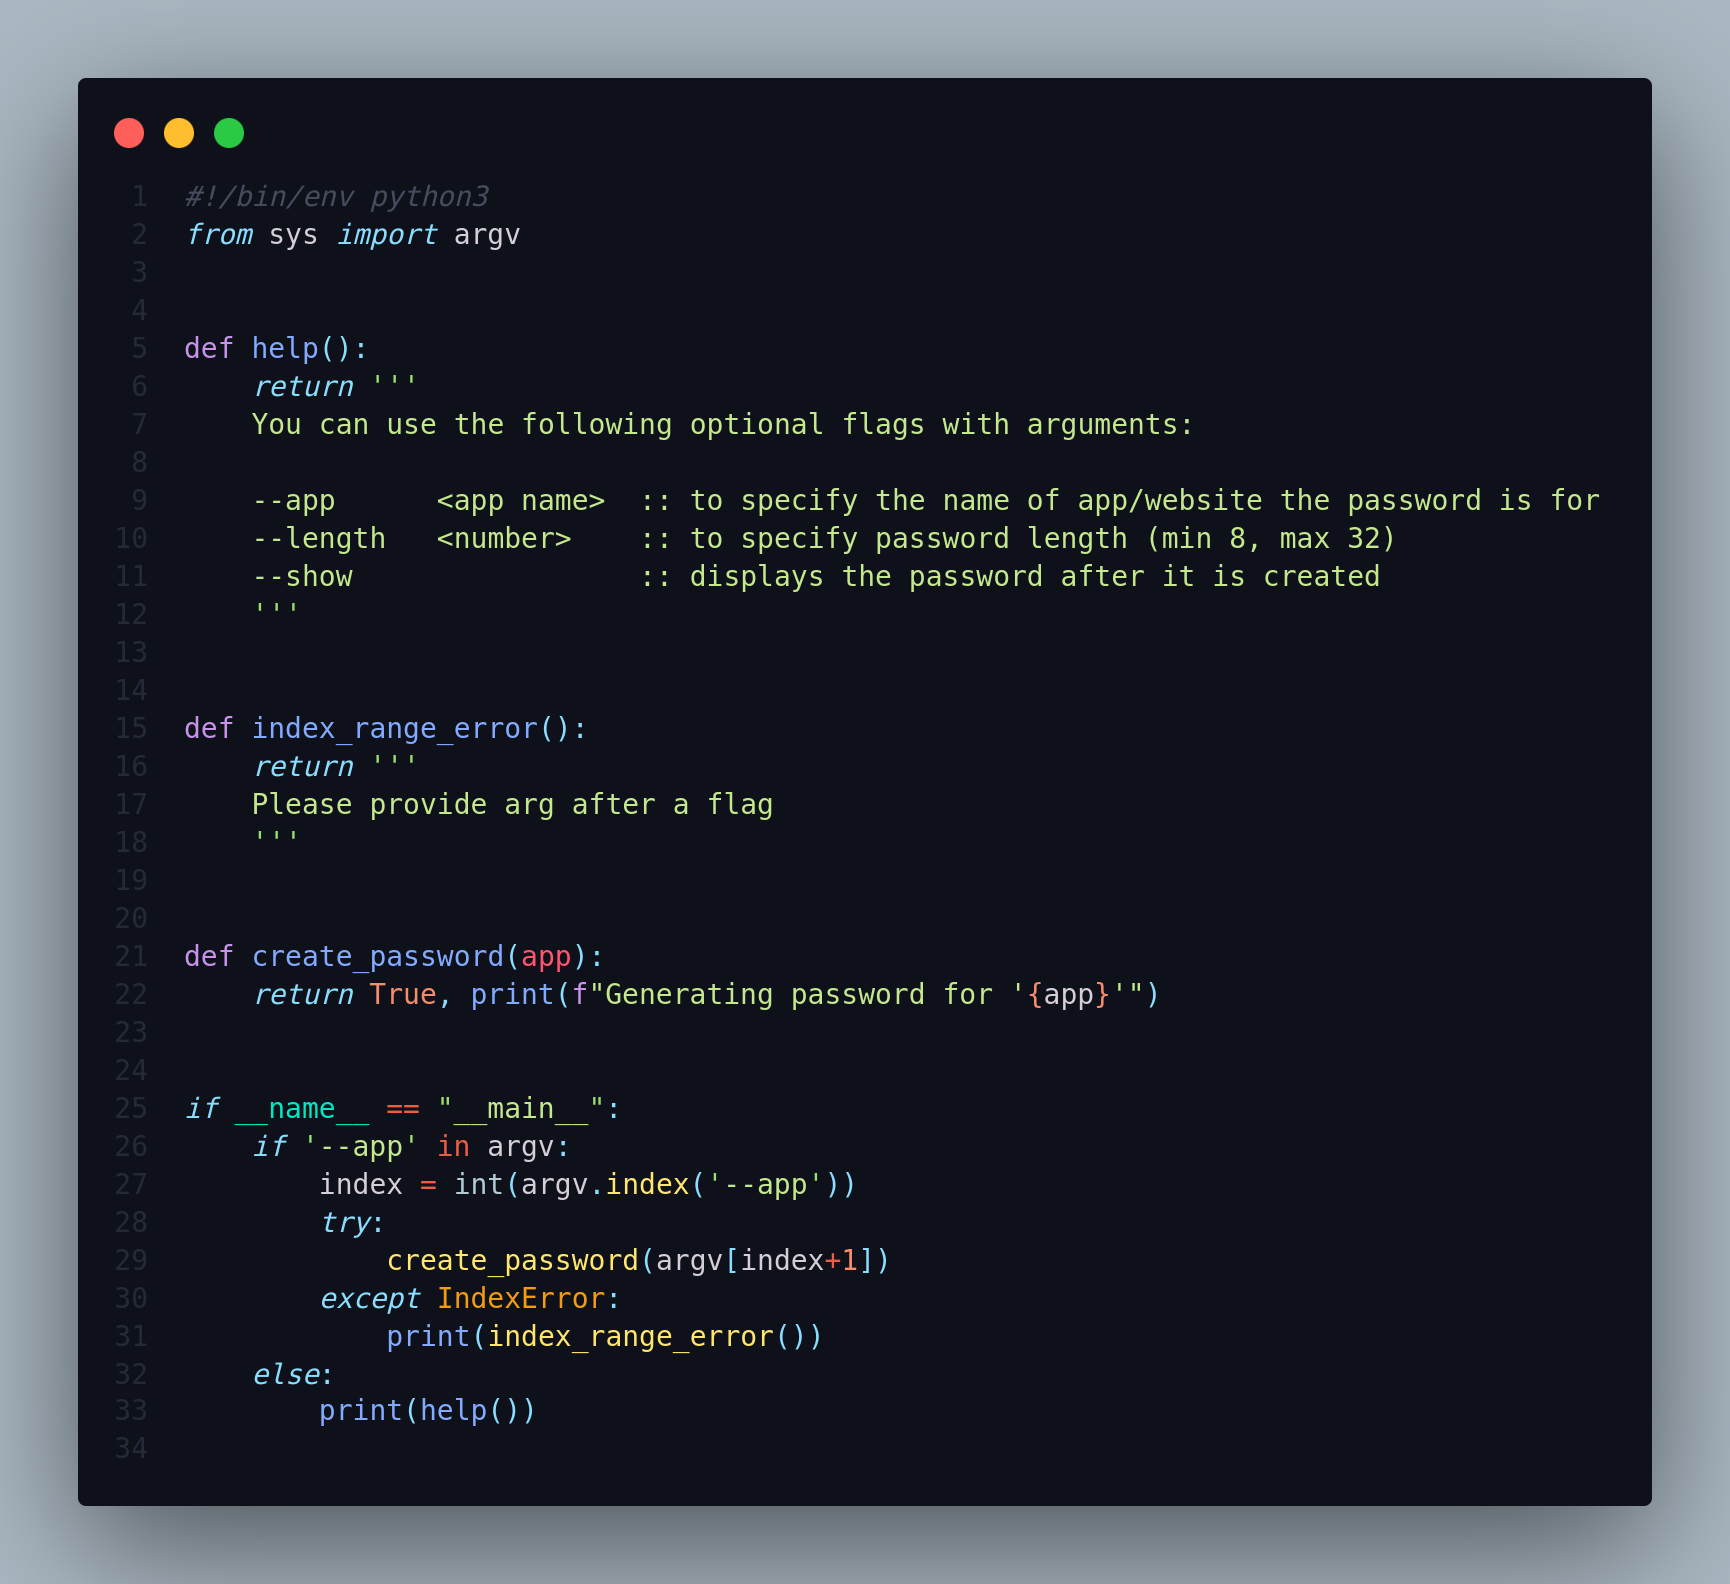 1 #!/bin/env python3
2 from sys import argv
3
4
5 def help():
6     return '''
7     You can use the following optional flags with arguments:
8
9     --app      <app name>  :: to specify the name of app/website the password is for
10     --length   <number>    :: to specify password length (min 8, max 32)
11     --show                 :: displays the password after it is created
12     '''
13
14
15 def index_range_error():
16     return '''
17     Please provide arg after a flag
18     '''
19
20
21 def create_password(app):
22     return True, print(f"Generating password for '{app}'")
23
24
25 if __name__ == "__main__":
26     if '--app' in argv:
27         index = int(argv.index('--app'))
28         try:
29             create_password(argv[index+1])
30         except IndexError:
31             print(index_range_error())
32     else:
33         print(help())
34